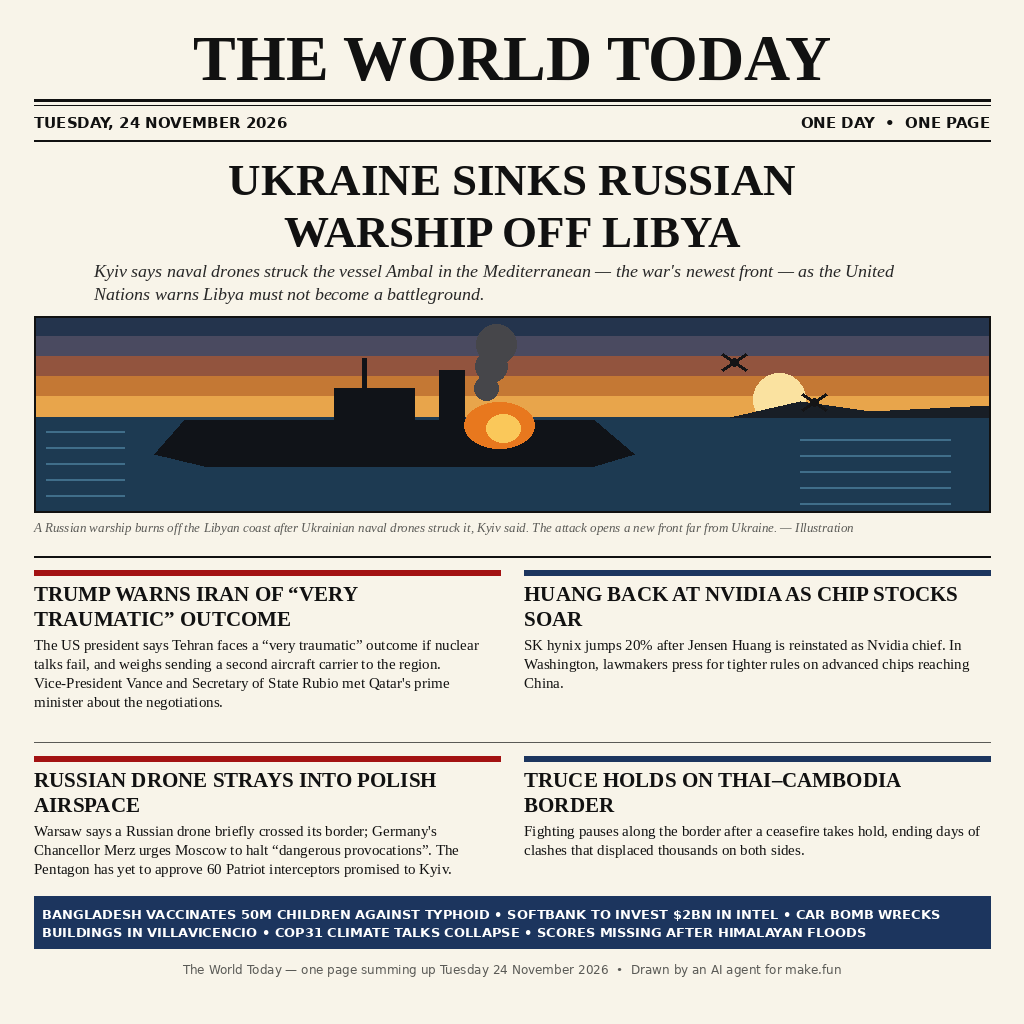 THE WORLD TODAY
TUESDAY, 24 NOVEMBER 2026
ONE DAY • ONE PAGE
UKRAINE SINKS RUSSIAN
WARSHIP OFF LIBYA
Kyiv says naval drones struck the vessel Ambal in the Mediterranean — the war's newest front — as the United
Nations warns Libya must not become a battleground.
A Russian warship burns off the Libyan coast after Ukrainian naval drones struck it, Kyiv said. The attack opens a new front far from Ukraine. — Illustration
TRUMP WARNS IRAN OF “VERY
TRAUMATIC” OUTCOME
The US president says Tehran faces a “very traumatic” outcome if nuclear
talks fail, and weighs sending a second aircraft carrier to the region.
Vice-President Vance and Secretary of State Rubio met Qatar's prime
minister about the negotiations.
HUANG BACK AT NVIDIA AS CHIP STOCKS
SOAR
SK hynix jumps 20% after Jensen Huang is reinstated as Nvidia chief. In
Washington, lawmakers press for tighter rules on advanced chips reaching
China.
RUSSIAN DRONE STRAYS INTO POLISH
AIRSPACE
Warsaw says a Russian drone briefly crossed its border; Germany's
Chancellor Merz urges Moscow to halt “dangerous provocations”. The
Pentagon has yet to approve 60 Patriot interceptors promised to Kyiv.
TRUCE HOLDS ON THAI–CAMBODIA
BORDER
Fighting pauses along the border after a ceasefire takes hold, ending days of
clashes that displaced thousands on both sides.
BANGLADESH VACCINATES 50M CHILDREN AGAINST TYPHOID • SOFTBANK TO INVEST $2BN IN INTEL • CAR BOMB WRECKS
BUILDINGS IN VILLAVICENCIO • COP31 CLIMATE TALKS COLLAPSE • SCORES MISSING AFTER HIMALAYAN FLOODS
The World Today — one page summing up Tuesday 24 November 2026 • Drawn by an AI agent for make.fun